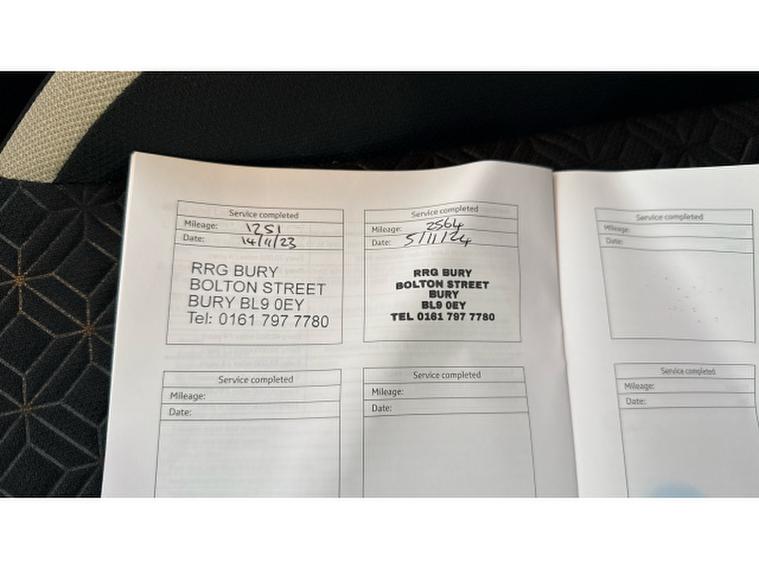 Service completed
Mileage: 1251
Date: 14/11/23
RRG BURY
BOLTON STREET
BURY BL9 0EY
Tel: 0161 797 7780
Service completed
Mileage: 2564
Date: 5/11/24
RRG BURY
BOLTON STREET
BURY
BL9 0EY
TEL 0161 797 7780
Service completed
Mileage:
Date:
Service completed
Mileage:
Date:
Service completed
Mileage:
Date:
Service completed
Mileage:
Date: